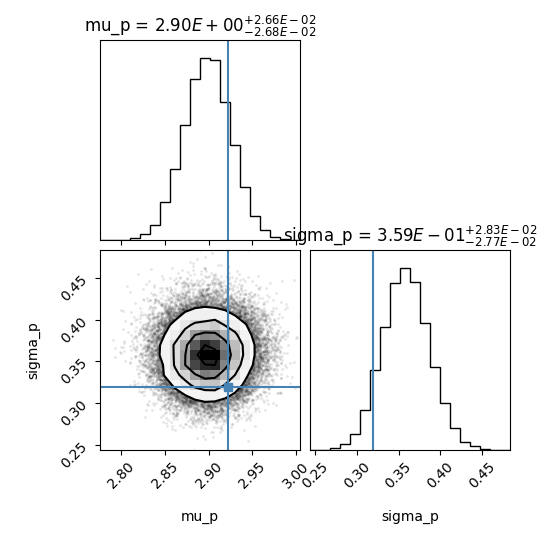 mu_p = 2.90E + 00 +2.66E − 02 −2.68E − 02
sigma_p = 3.59E − 01 +2.83E − 02 −2.77E − 02
sigma_p
0.45
0.40
0.35
0.30
0.25
2.80 2.85 2.90 2.95 3.00 0.25 0.30 0.35 0.40 0.45
mu_p sigma_p